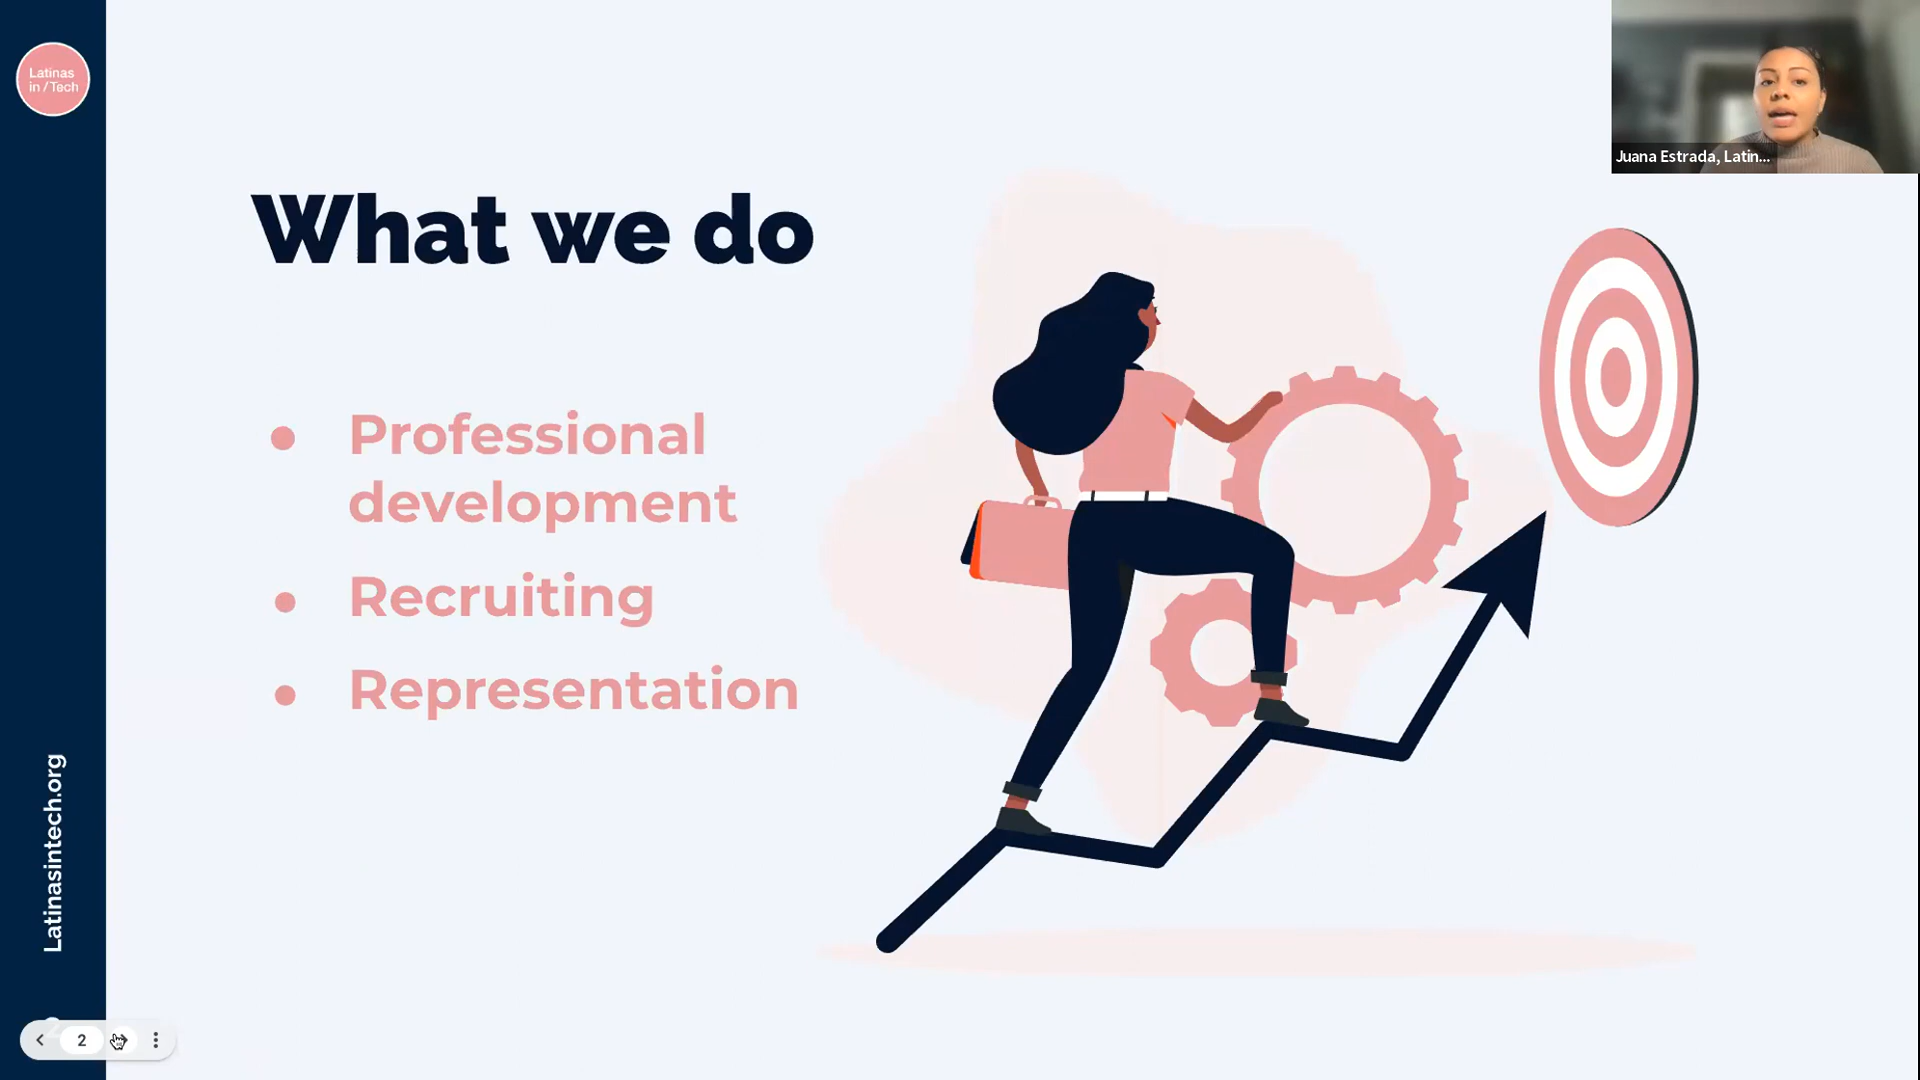 Latinas
in/Tech
What we do
Juana Estrada, Latin...
● Professional
development
● Recruiting
● Representation
Latinasintech.org
2